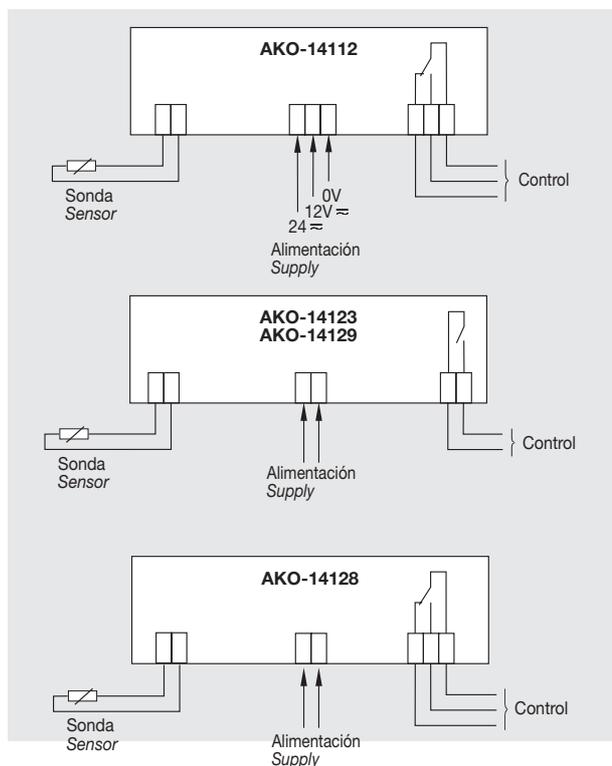 AKO-14112
Sonda
Sensor
0V
12V ≂
24 ≂
Alimentación
Supply
Control
AKO-14123
AKO-14129
Sonda
Sensor
Alimentación
Supply
Control
AKO-14128
Sonda
Sensor
Alimentación
Supply
Control